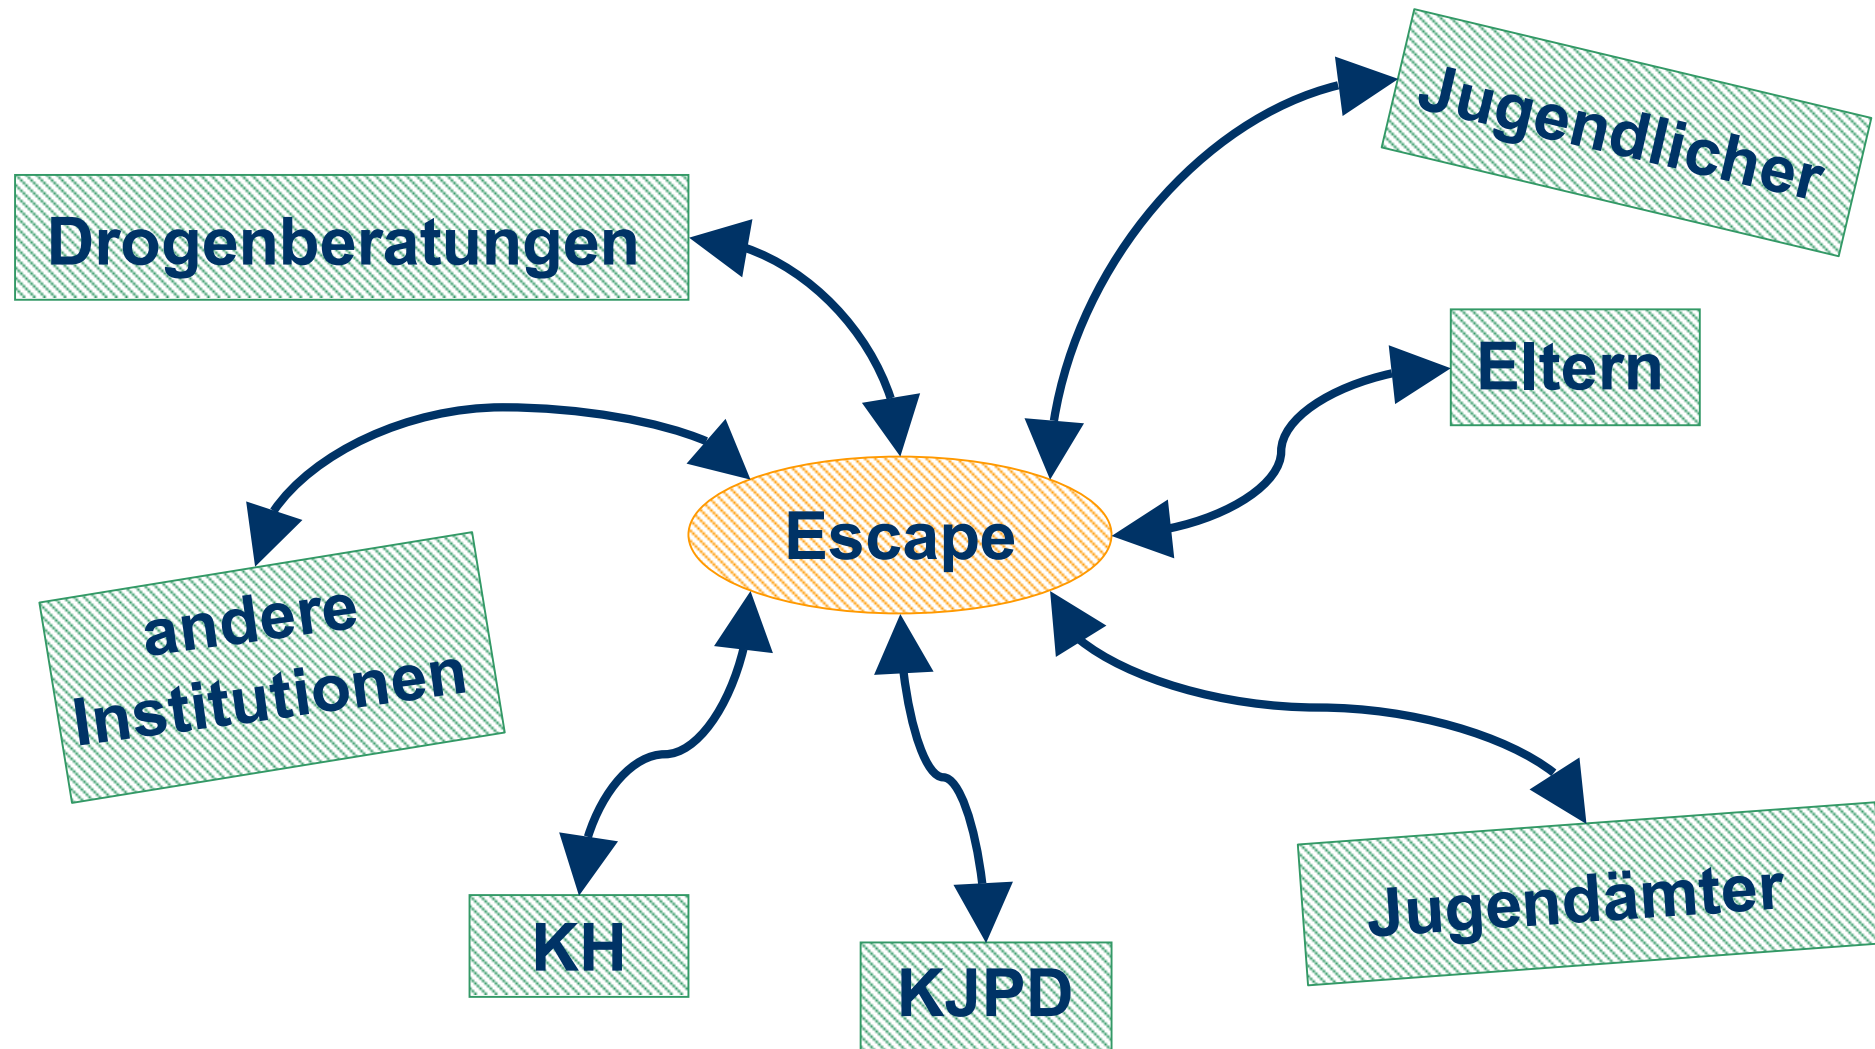 Jugendlicher
Drogenberatungen
Eltern
Escape
andere
Institutionen
Jugendämter
KH
KJPD